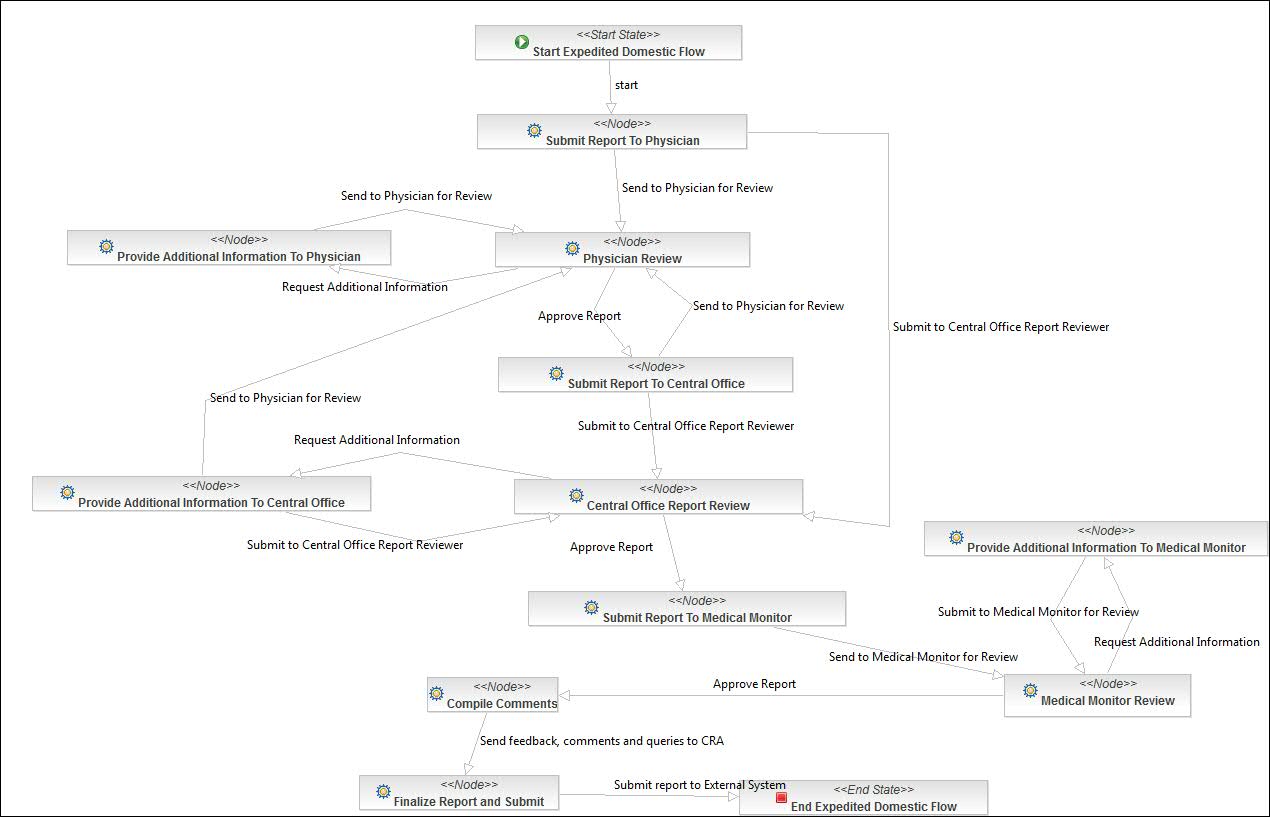 <<Start State>>
Start Expedited Domestic Flow
start
<<Node>>
Submit Report To Physician
Send to Physician for Review
Send to Physician for Review
<<Node>>
Provide Additional Information To Physician
<<Node>>
Physician Review
Request Additional Information
Approve Report
Send to Physician for Review
Submit to Central Office Report Reviewer
<<Node>>
Submit Report To Central Office
Send to Physician for Review
Submit to Central Office Report Reviewer
Request Additional Information
<<Node>>
Provide Additional Information To Central Office
<<Node>>
Central Office Report Review
Submit to Central Office Report Reviewer
Approve Report
<<Node>>
Provide Additional Information To Medical Monitor
<<Node>>
Submit Report To Medical Monitor
Submit to Medical Monitor for Review
Request Additional Information
Send to Medical Monitor for Review
Approve Report
<<Node>>
Medical Monitor Review
<<Node>>
Compile Comments
Send feedback, comments and queries to CRA
<<Node>>
Finalize Report and Submit
Submit report to External System
<<End State>>
End Expedited Domestic Flow